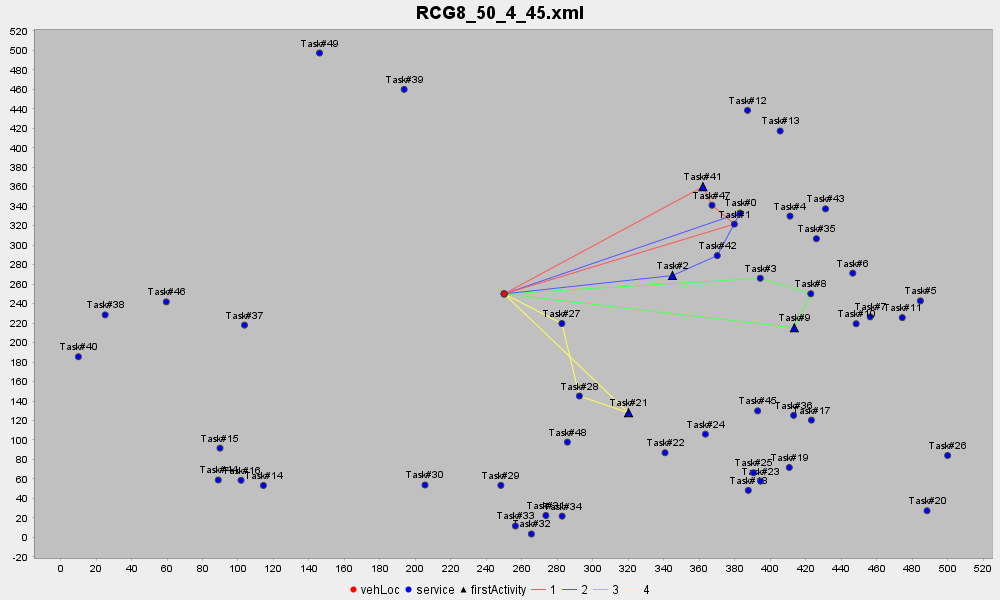 RCG8_50_4_45.xml
520
500
480
460
440
420
400
380
360
340
320
300
280
260
240
220
200
180
160
140
120
100
80
60
40
20
0
-20
Task#49
Task#39
Task#12
Task#13
Task#41
Task#47
Task#0
Task#1
Task#4
Task#43
Task#35
Task#42
Task#2
Task#3
Task#6
Task#8
Task#5
Task#7
Task#11
Task#10
Task#9
Task#46
Task#38
Task#37
Task#40
Task#27
Task#28
Task#21
Task#45
Task#36
Task#17
Task#48
Task#24
Task#22
Task#15
Task#16
Task#14
Task#30
Task#29
Task#25
Task#19
Task#23
Task#26
Task#20
Task#33
Task#34
Task#32
0 20 40 60 80 100 120 140 160 180 200 220 240 260 280 300 320 340 360 380 400 420 440 460 480 500 520
vehLoc service firstActivity 1 2 3 4